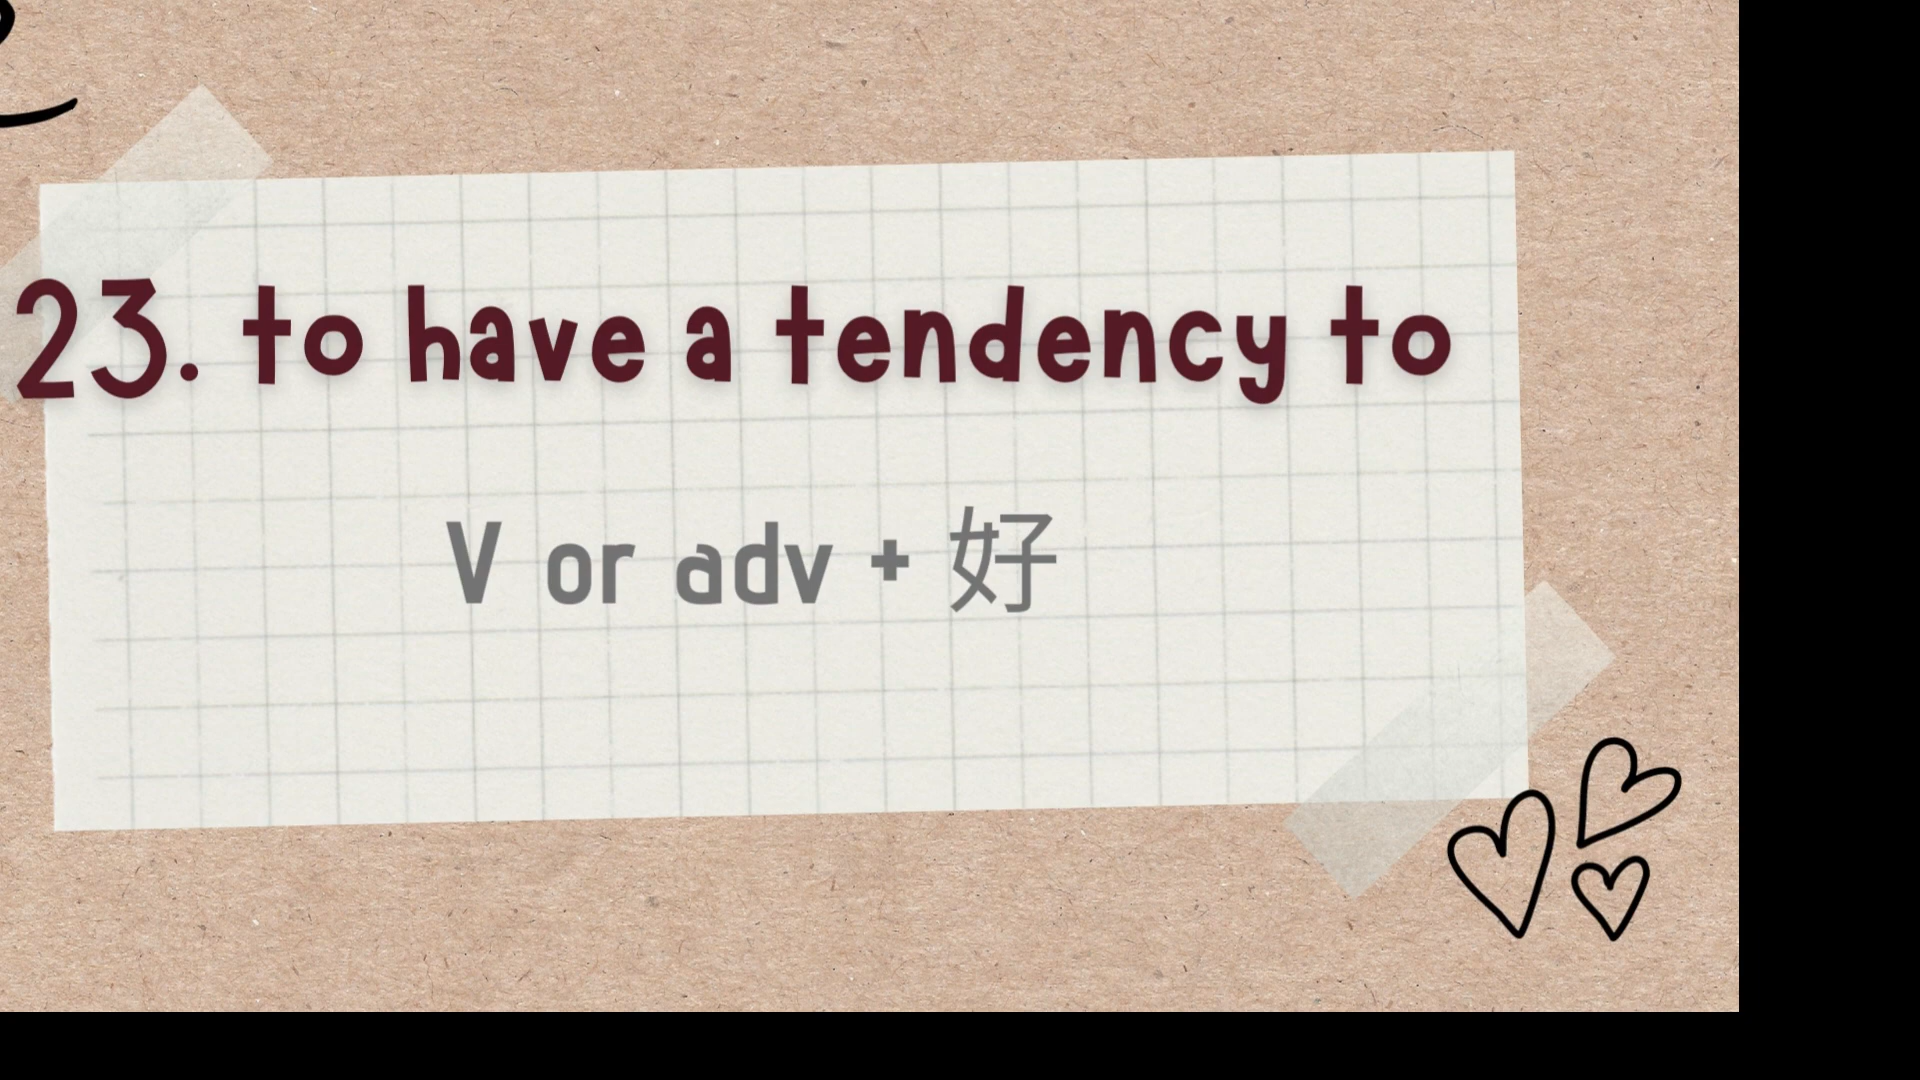 23. to have a tendency to
V or adv + 好